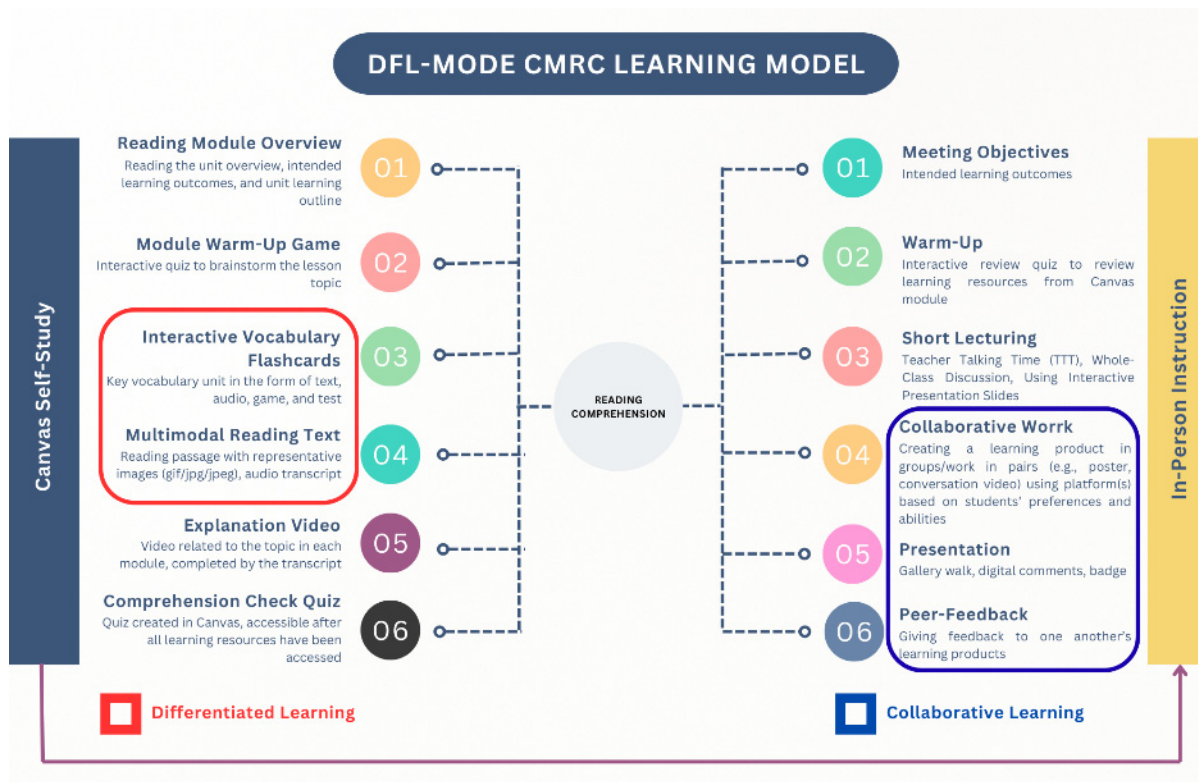 DFL-MODE CMRC LEARNING MODEL
Canvas Self-Study
Reading Module Overview
Reading the unit overview, intended
learning outcomes, and unit learning
outline
01
Module Warm-Up Game
Interactive quiz to brainstorm the lesson
topic
02
Interactive Vocabulary
Flashcards
Key vocabulary unit in the form of text,
audio, game, and test
03
Multimodal Reading Text
Reading passage with representative
images (gif/jpg/jpeg), audio transcript
04
Explanation Video
Video related to the topic in each
module, completed by the transcript
05
Comprehension Check Quiz
Quiz created in Canvas, accessible after
all learning resources have been
accessed
06
READING
COMPREHENSION
01
Meeting Objectives
Intended learning outcomes
02
Warm-Up
Interactive review quiz to review
learning resources from Canvas
module
03
Short Lecturing
Teacher Talking Time (TTT), Whole-
Class Discussion, Using Interactive
Presentation Slides
04
Collaborative Worrk
Creating a learning product in
groups/work in pairs (e.g., poster,
conversation video) using platform(s)
based on students' preferences and
abilities
05
Presentation
Gallery walk, digital comments, badge
06
Peer-Feedback
Giving feedback to one another's
learning products
In-Person Instruction
Differentiated Learning
Collaborative Learning